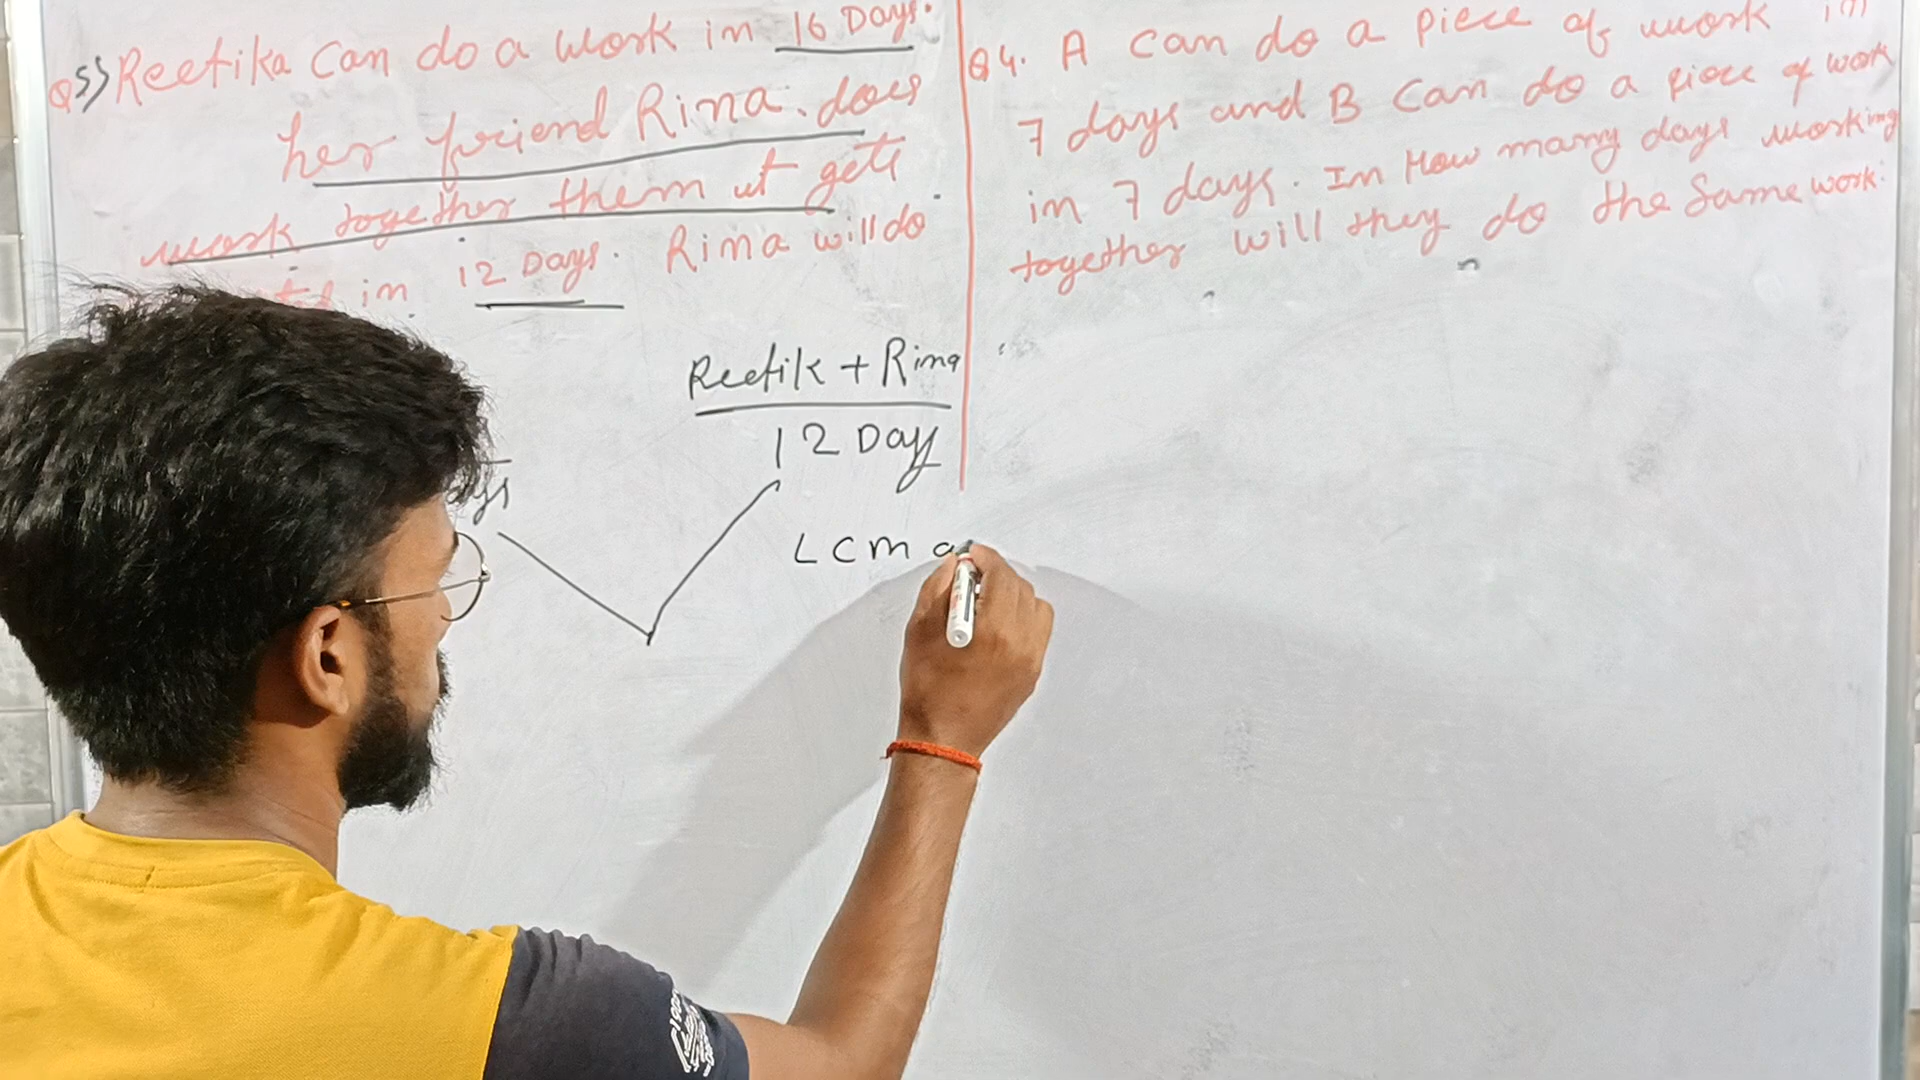 Q5) Reetika Can do a work in 16 Days.
her friend Rina. does
work together them ut gets
in 12 Days. Rina will do
Reetik + Rina
12 Day
LCM
Q4. A can do a piece of work in
7 days and B Can do a piece of work
in 7 days. In How many days working
together will they do the Same work.